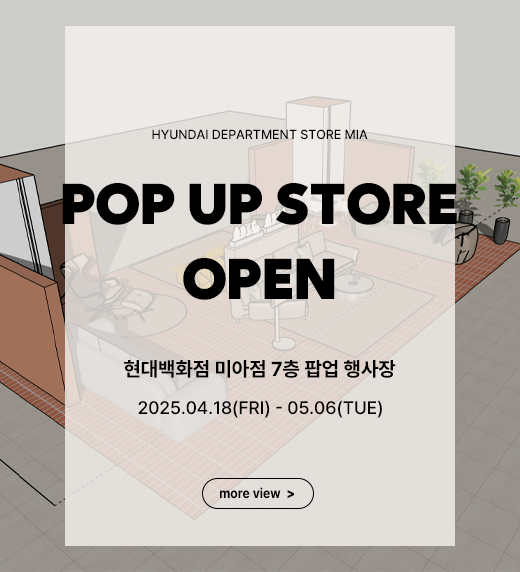 HYUNDAI DEPARTMENT STORE MIA
POP UP STORE
OPEN
현대백화점 미아점 7층 팝업 행사장
2025.04.18(FRI) - 05.06(TUE)
more view >